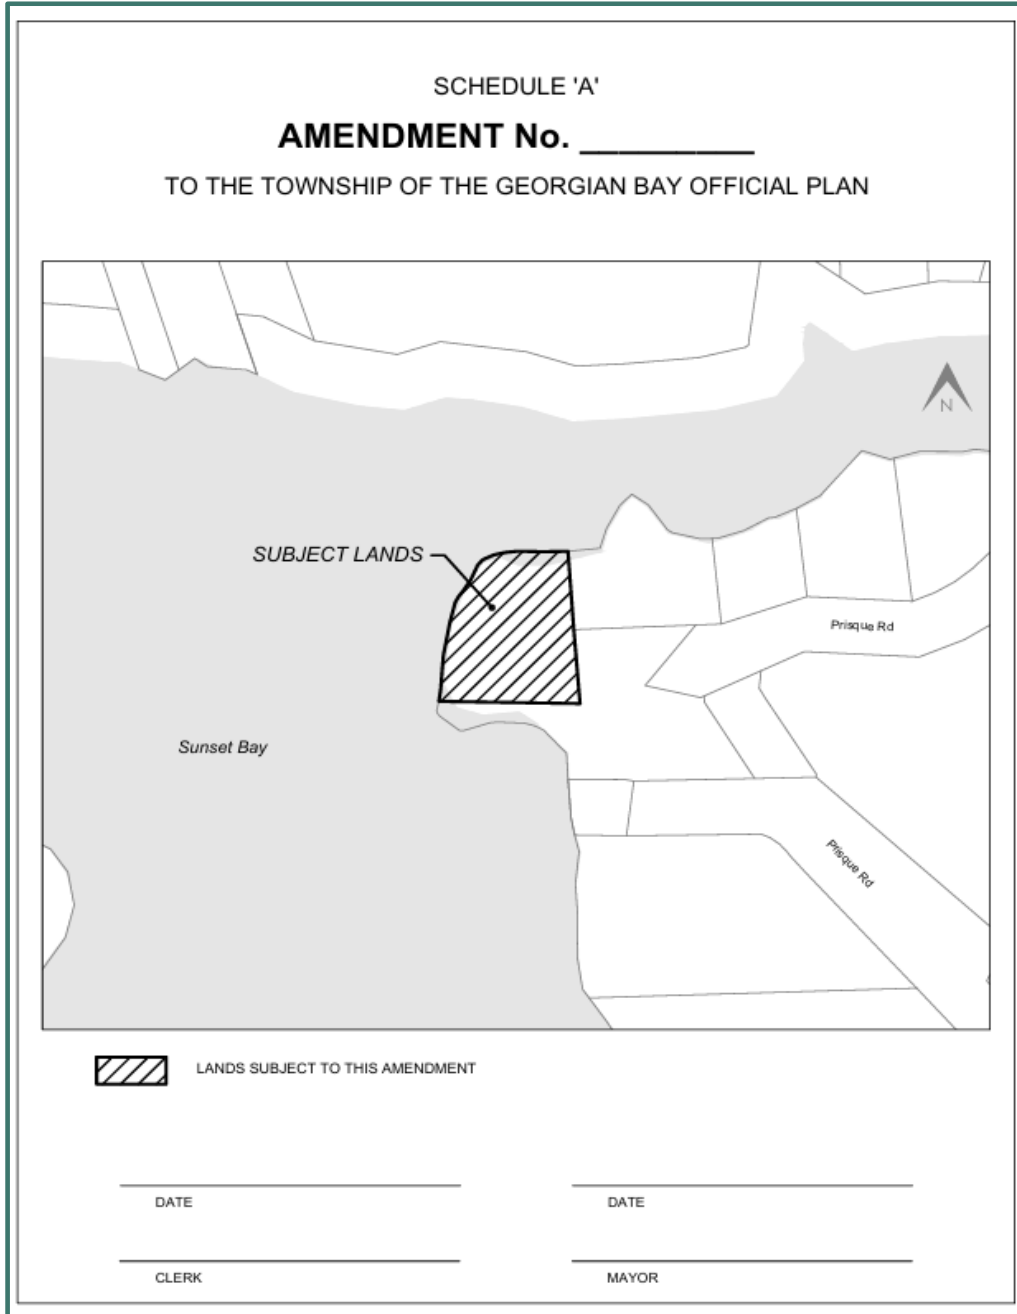 SCHEDULE 'A'
AMENDMENT No. _________
TO THE TOWNSHIP OF THE GEORGIAN BAY OFFICIAL PLAN
N
SUBJECT LANDS
Prisque Rd
Sunset Bay
Prisque Rd
LANDS SUBJECT TO THIS AMENDMENT
DATE
DATE
CLERK
MAYOR